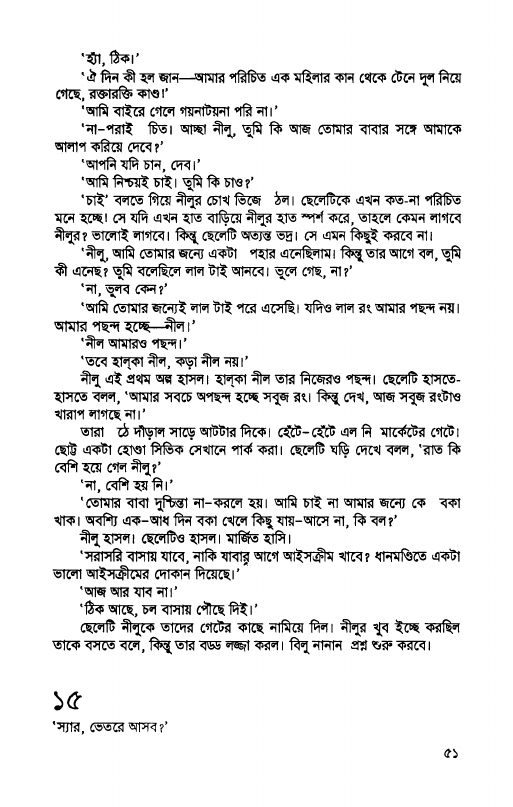 'হ্যাঁ, ঠিক।'
'ঐ দিন কী হল জান—আমার পরিচিত এক মহিলার কান থেকে টেনে দুল নিয়ে
গেছে, রক্তারক্তি কাণ্ড।'
'আমি বাইরে গেলে গয়নাটয়না পরি না।'
'না-পরাই চিত। আচ্ছা নীলু, তুমি কি আজ তোমার বাবার সঙ্গে আমাকে
আলাপ করিয়ে দেবে?'
'আপনি যদি চান, দেব।'
'আমি নিশ্চয়ই চাই। তুমি কি চাও?'
'চাই' বলতে গিয়ে নীলুর চোখ ভিজে ঠল। ছেলেটিকে এখন কত-না পরিচিত
মনে হচ্ছে! সে যদি এখন হাত বাড়িয়ে নীলুর হাত স্পর্শ করে, তাহলে কেমন লাগবে
নীলুর? ভালোই লাগবে। কিন্তু ছেলেটি অত্যন্ত ভদ্র। সে এমন কিছুই করবে না।
'নীলু, আমি তোমার জন্যে একটা পহার এনেছিলাম। কিন্তু তার আগে বল, তুমি
কী এনেছ? তুমি বলেছিলে লাল টাই আনবে। ভুলে গেছ, না?'
'না, ভুলব কেন?'
'আমি তোমার জন্যেই লাল টাই পরে এসেছি। যদিও লাল রং আমার পছন্দ নয়।
আমার পছন্দ হচ্ছে—নীল।'
'নীল আমারও পছন্দ।'
'তবে হাল্‌কা নীল, কড়া নীল নয়।'
নীলু এই প্রথম অল্প হাসল। হাল্‌কা নীল তার নিজেরও পছন্দ। ছেলেটি হাসতে-
হাসতে বলল, 'আমার সবচে অপছন্দ হচ্ছে সবুজ রং। কিন্তু দেখ, আজ সবুজ রংটাও
খারাপ লাগছে না।'
তারা ঠে দাঁড়াল সাড়ে আটটার দিকে। হেঁটে-হেঁটে এল নি মার্কেটের গেটে।
ছোট্ট একটা হোণ্ডা সিভিক সেখানে পার্ক করা। ছেলেটি ঘড়ি দেখে বলল, 'রাত কি
বেশি হয়ে গেল নীলু?'
'না, বেশি হয় নি।'
'তোমার বাবা দুশ্চিন্তা না-করলে হয়। আমি চাই না আমার জন্যে কে বকা
খাক। অবশ্যি এক-আধ দিন বকা খেলে কিছু যায়-আসে না, কি বল?'
নীলু হাসল। ছেলেটিও হাসল। মার্জিত হাসি।
'সরাসরি বাসায় যাবে, নাকি যাবার আগে আইসক্রীম খাবে? ধানমণ্ডিতে একটা
ভালো আইসক্রীমের দোকান দিয়েছে।'
'আজ আর যাব না।'
'ঠিক আছে, চল বাসায় পৌঁছে দিই।'
ছেলেটি নীলুকে তাদের গেটের কাছে নামিয়ে দিল। নীলুর খুব ইচ্ছে করছিল
তাকে বসতে বলে, কিন্তু তার বড্ড লজ্জা করল। বিলু নানান প্রশ্ন শুরু করবে।
১৫
'স্যার, ভেতরে আসব?'
৫১